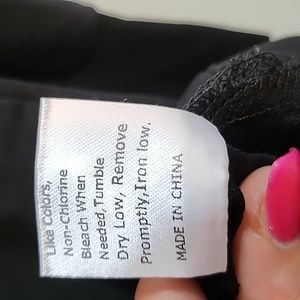 Like Colors,
Non-Chlorine
Bleach When
Needed,Tumble
Dry Low, Remove
Promptly,Iron low,
MADE IN CHINA